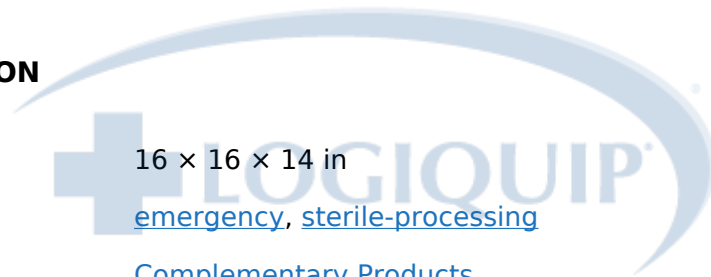 ON
LOGIQUIP
16 × 16 × 14 in
emergency, sterile-processing
Complementary Products